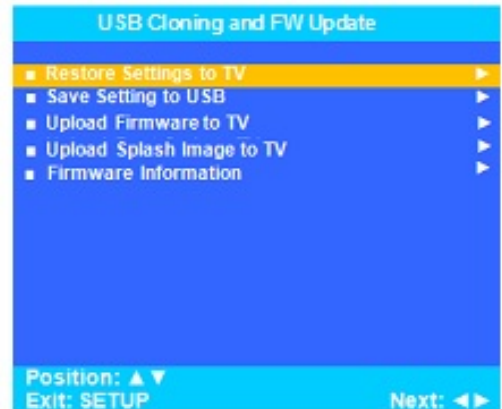 USB Cloning and FW Update
■ Restore Settings to TV ▶
■ Save Setting to USB ▶
■ Upload Firmware to TV ▶
■ Upload Splash Image to TV ▶
■ Firmware Information ▶
Position: ▲▼
Exit: SETUP Next: ◀▶